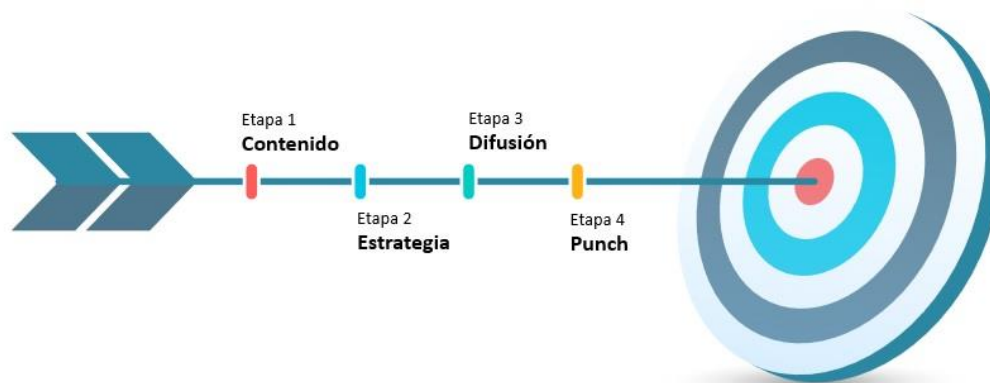 Etapa 1
Contenido
Etapa 2
Estrategia
Etapa 3
Difusión
Etapa 4
Punch